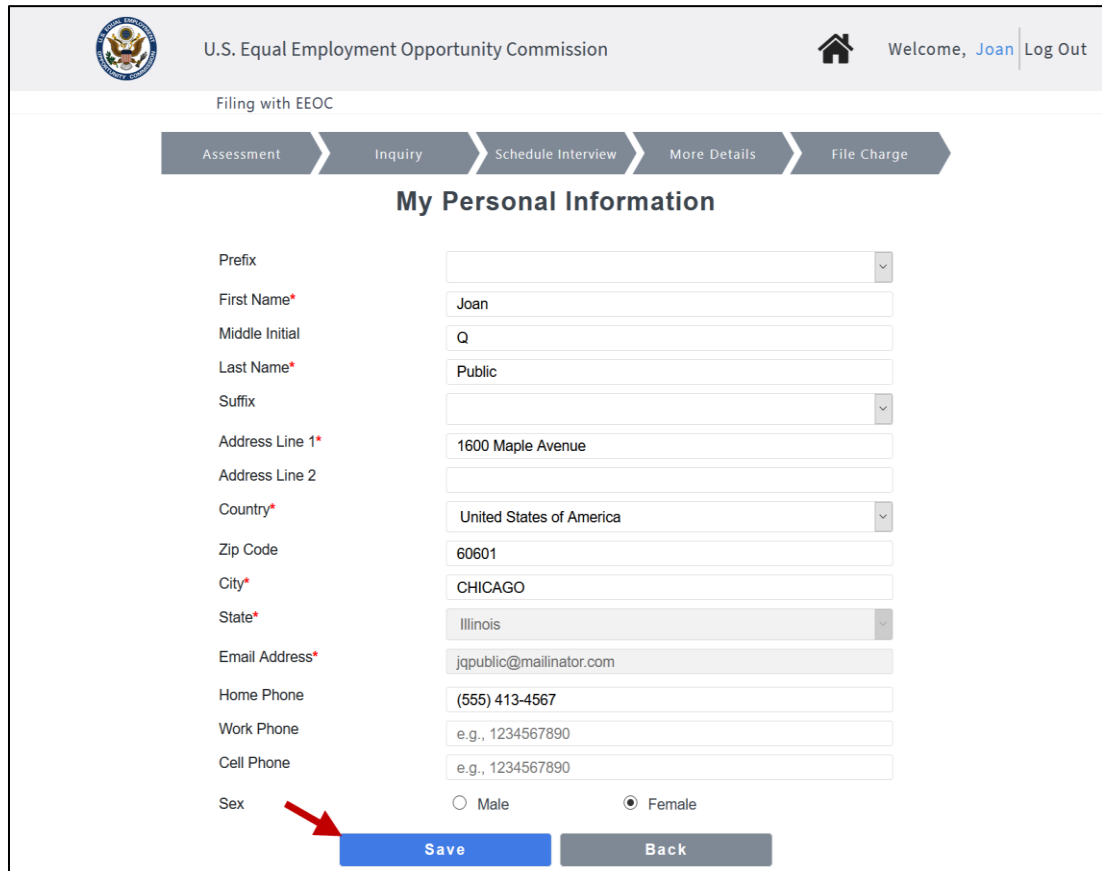 U.S. Equal Employment Opportunity Commission
Welcome, Joan Log Out
Filing with EEOC
Assessment Inquiry Schedule Interview More Details File Charge
My Personal Information
Prefix
First Name* Joan
Middle Initial Q
Last Name* Public
Suffix
Address Line 1* 1600 Maple Avenue
Address Line 2
Country* United States of America
Zip Code 60601
City* CHICAGO
State* Illinois
Email Address* jqpublic@mailinator.com
Home Phone (555) 413-4567
Work Phone e.g., 1234567890
Cell Phone e.g., 1234567890
Sex Male Female
Save Back